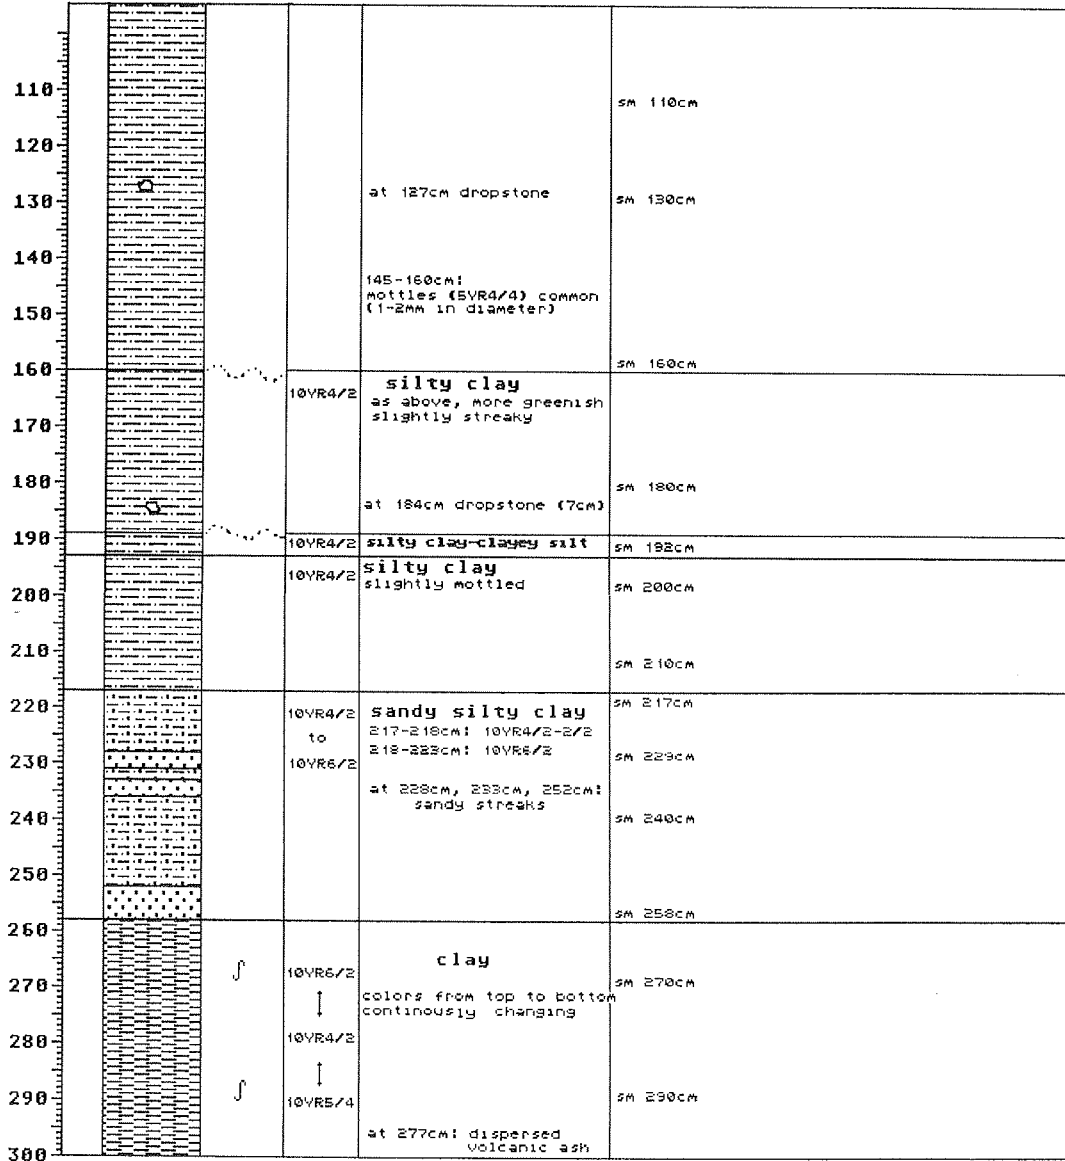 110
sm 110cm
120
at 127cm dropstone
130
sm 130cm
140
145-160cm:
mottles (5YR4/4) common
(1-2mm in diameter)
150
160
sm 160cm
10YR4/2
silty clay
as above, more greenish
slightly streaky
170
180
sm 180cm
at 184cm dropstone (7cm)
190
10YR4/2
silty clay-clayey silt
sm 192cm
10YR4/2
silty clay
slightly mottled
200
sm 200cm
210
sm 210cm
sm 217cm
220
10YR4/2
to
10YR6/2
sandy silty clay
217-218cm: 10YR4/2-2/2
218-223cm: 10YR6/2
230
sm 229cm
at 228cm, 233cm, 252cm:
sandy streaks
240
sm 240cm
250
sm 258cm
260
clay
10YR6/2
270
sm 270cm
colors from top to bottom
continously changing
280
10YR4/2
290
10YR5/4
sm 290cm
at 277cm: dispersed
volcanic ash
300